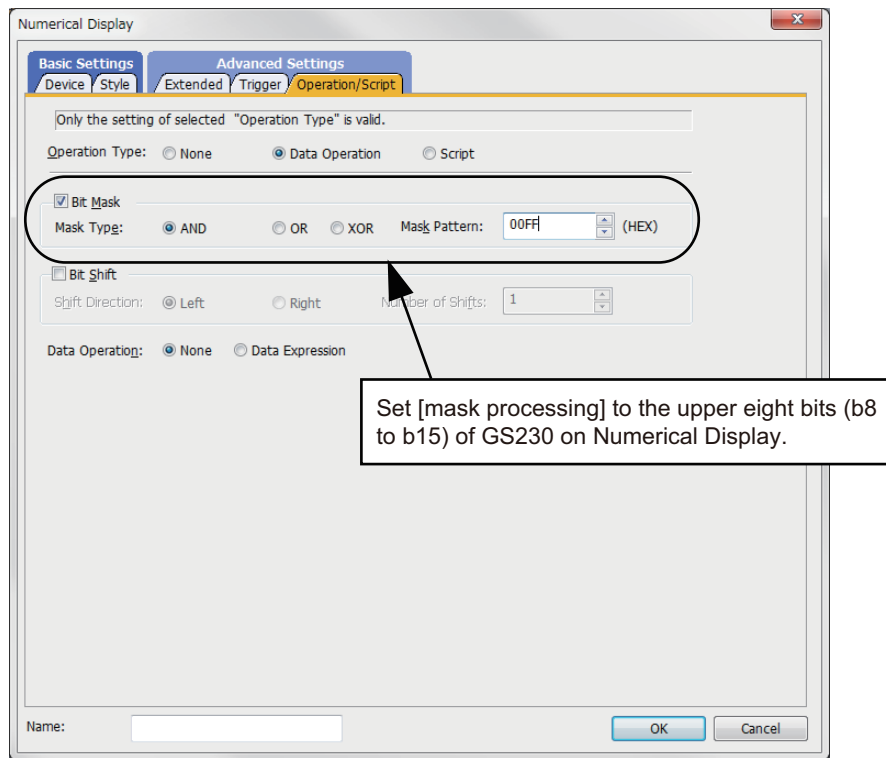 Numerical Display
x
Basic Settings Advanced Settings
Device Style Extended Trigger Operation/Script
Only the setting of selected "Operation Type" is valid.
Operation Type: None Data Operation Script
Bit Mask
Mask Type: AND OR XOR Mask Pattern: 00FF (HEX)
Bit Shift
Shift Direction: Left Right Number of Shifts: 1
Data Operation: None Data Expression
Set [mask processing] to the upper eight bits (b8
to b15) of GS230 on Numerical Display.
Name: OK Cancel